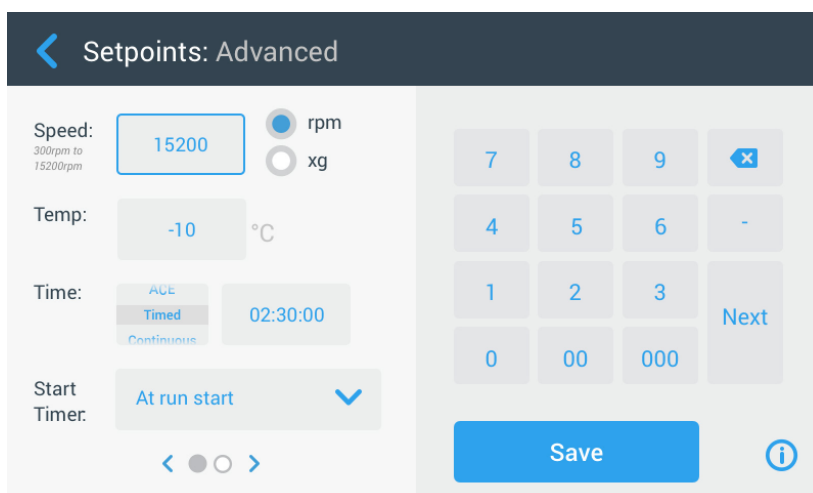 Setpoints: Advanced
Speed:
300rpm to
15200rpm
15200
rpm
xg
Temp:
-10
°C
Time:
ACE
Timed
Continuous
02:30:00
Start
Timer:
At run start
7 8 9
4 5 6 -
1 2 3
Next
0 00 000
Save